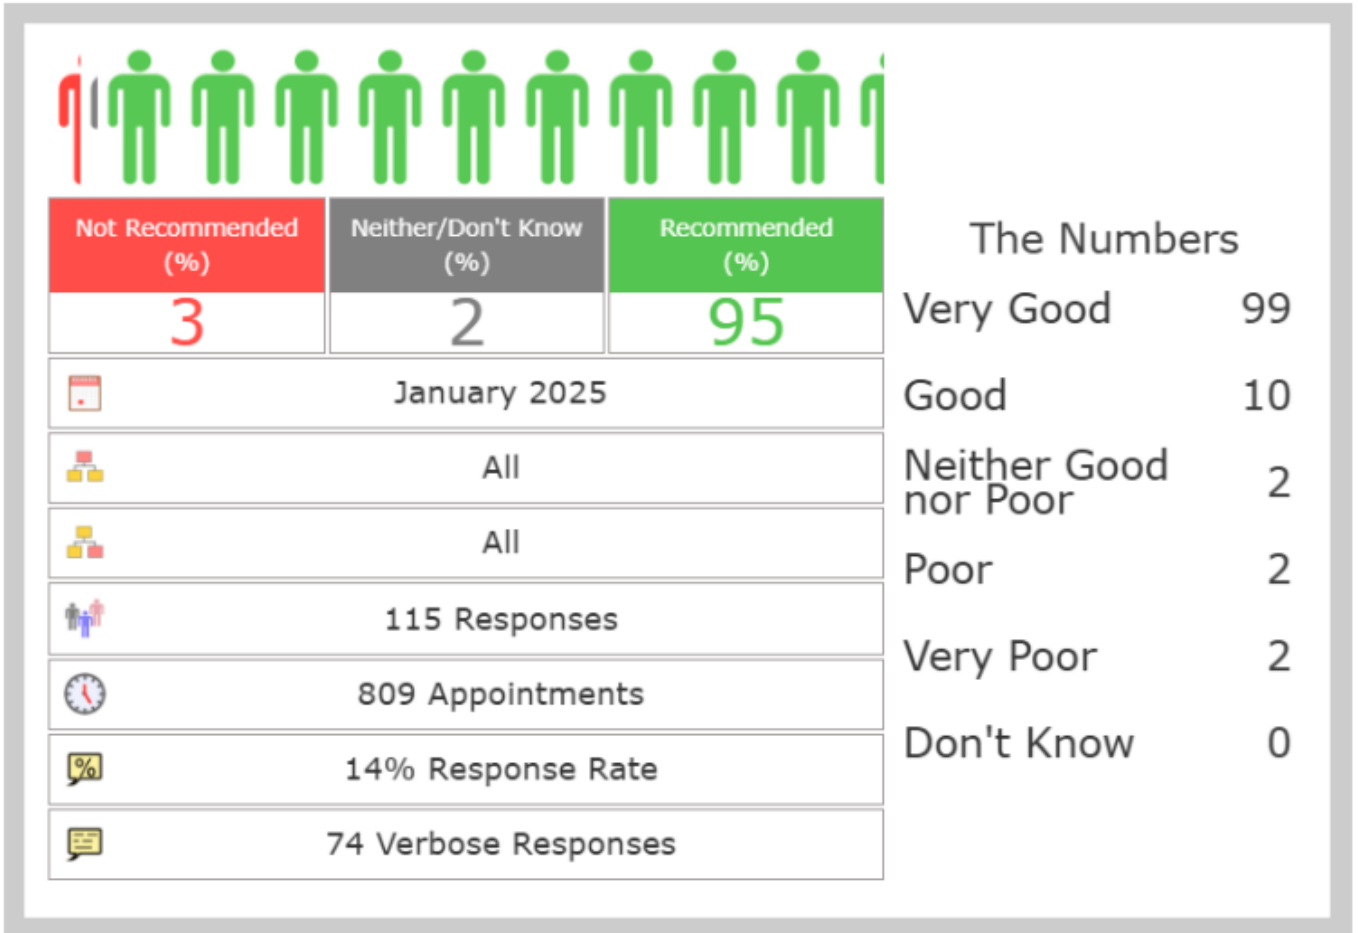 Not Recommended
(%)
Neither/Don't Know
(%)
Recommended
(%)
3
2
95
January 2025
All
All
115 Responses
809 Appointments
%
14% Response Rate
74 Verbose Responses
The Numbers
Very Good 99
Good 10
Neither Good
nor Poor 2
Poor 2
Very Poor 2
Don't Know 0